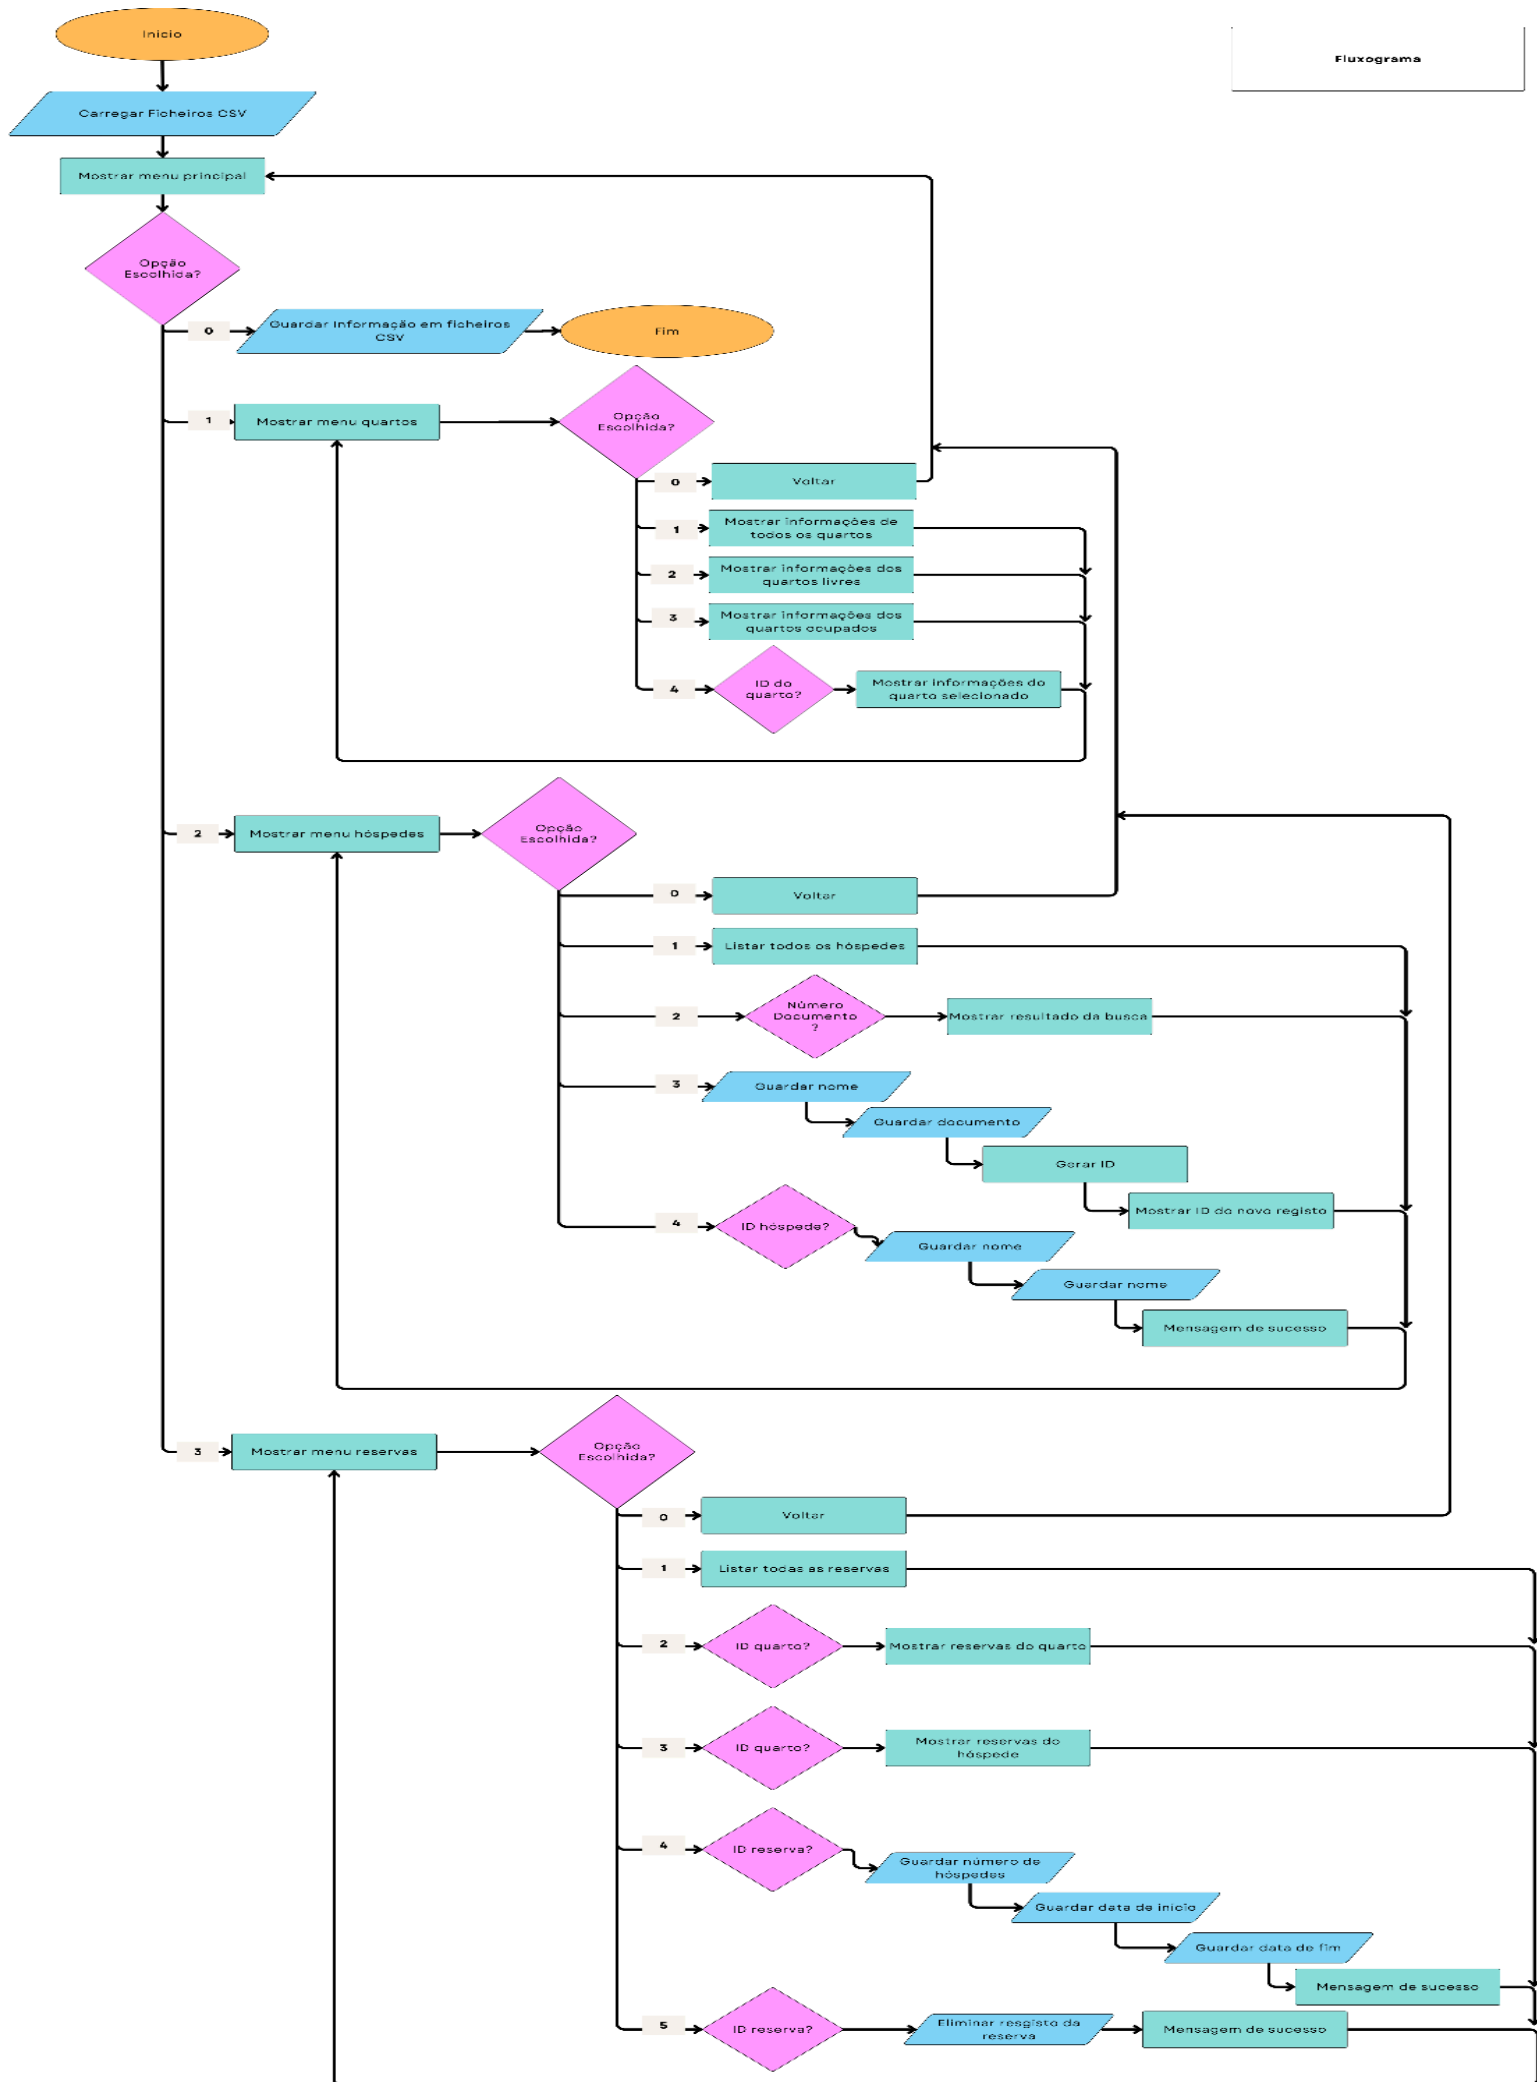 Inicio
Fluxograma
Carregar Ficheiros CSV
Mostrar menu principal
Opção
Escolhida?
0
Guardar Informação em ficheiros
CSV
Fim
1
Mostrar menu quartos
Opção
Escolhida?
0
Voltar
1
Mostrar informações de
todos os quartos
2
Mostrar informações dos
quartos livres
3
Mostrar informações dos
quartos ocupados
4
ID do
quarto?
Mostrar informações do
quarto selecionado
2
Mostrar menu hóspedes
Opção
Escolhida?
0
Voltar
1
Listar todos os hóspedes
2
Número
Documento
?
Mostrar resultado da busca
3
Guardar nome
Guardar documento
Gerar ID
Mostrar ID do novo registo
4
ID hóspede?
Guardar nome
Guardar nome
Mensagem de sucesso
3
Mostrar menu reservas
Opção
Escolhida?
0
Voltar
1
Listar todas as reservas
2
ID quarto?
Mostrar reservas do quarto
3
ID quarto?
Mostrar reservas do
hóspede
4
ID reserva?
Guardar número de
hóspedes
Guardar data de inicio
Guardar data de fim
Mensagem de sucesso
5
ID reserva?
Eliminar resgisto da
reserva
Mensagem de sucesso